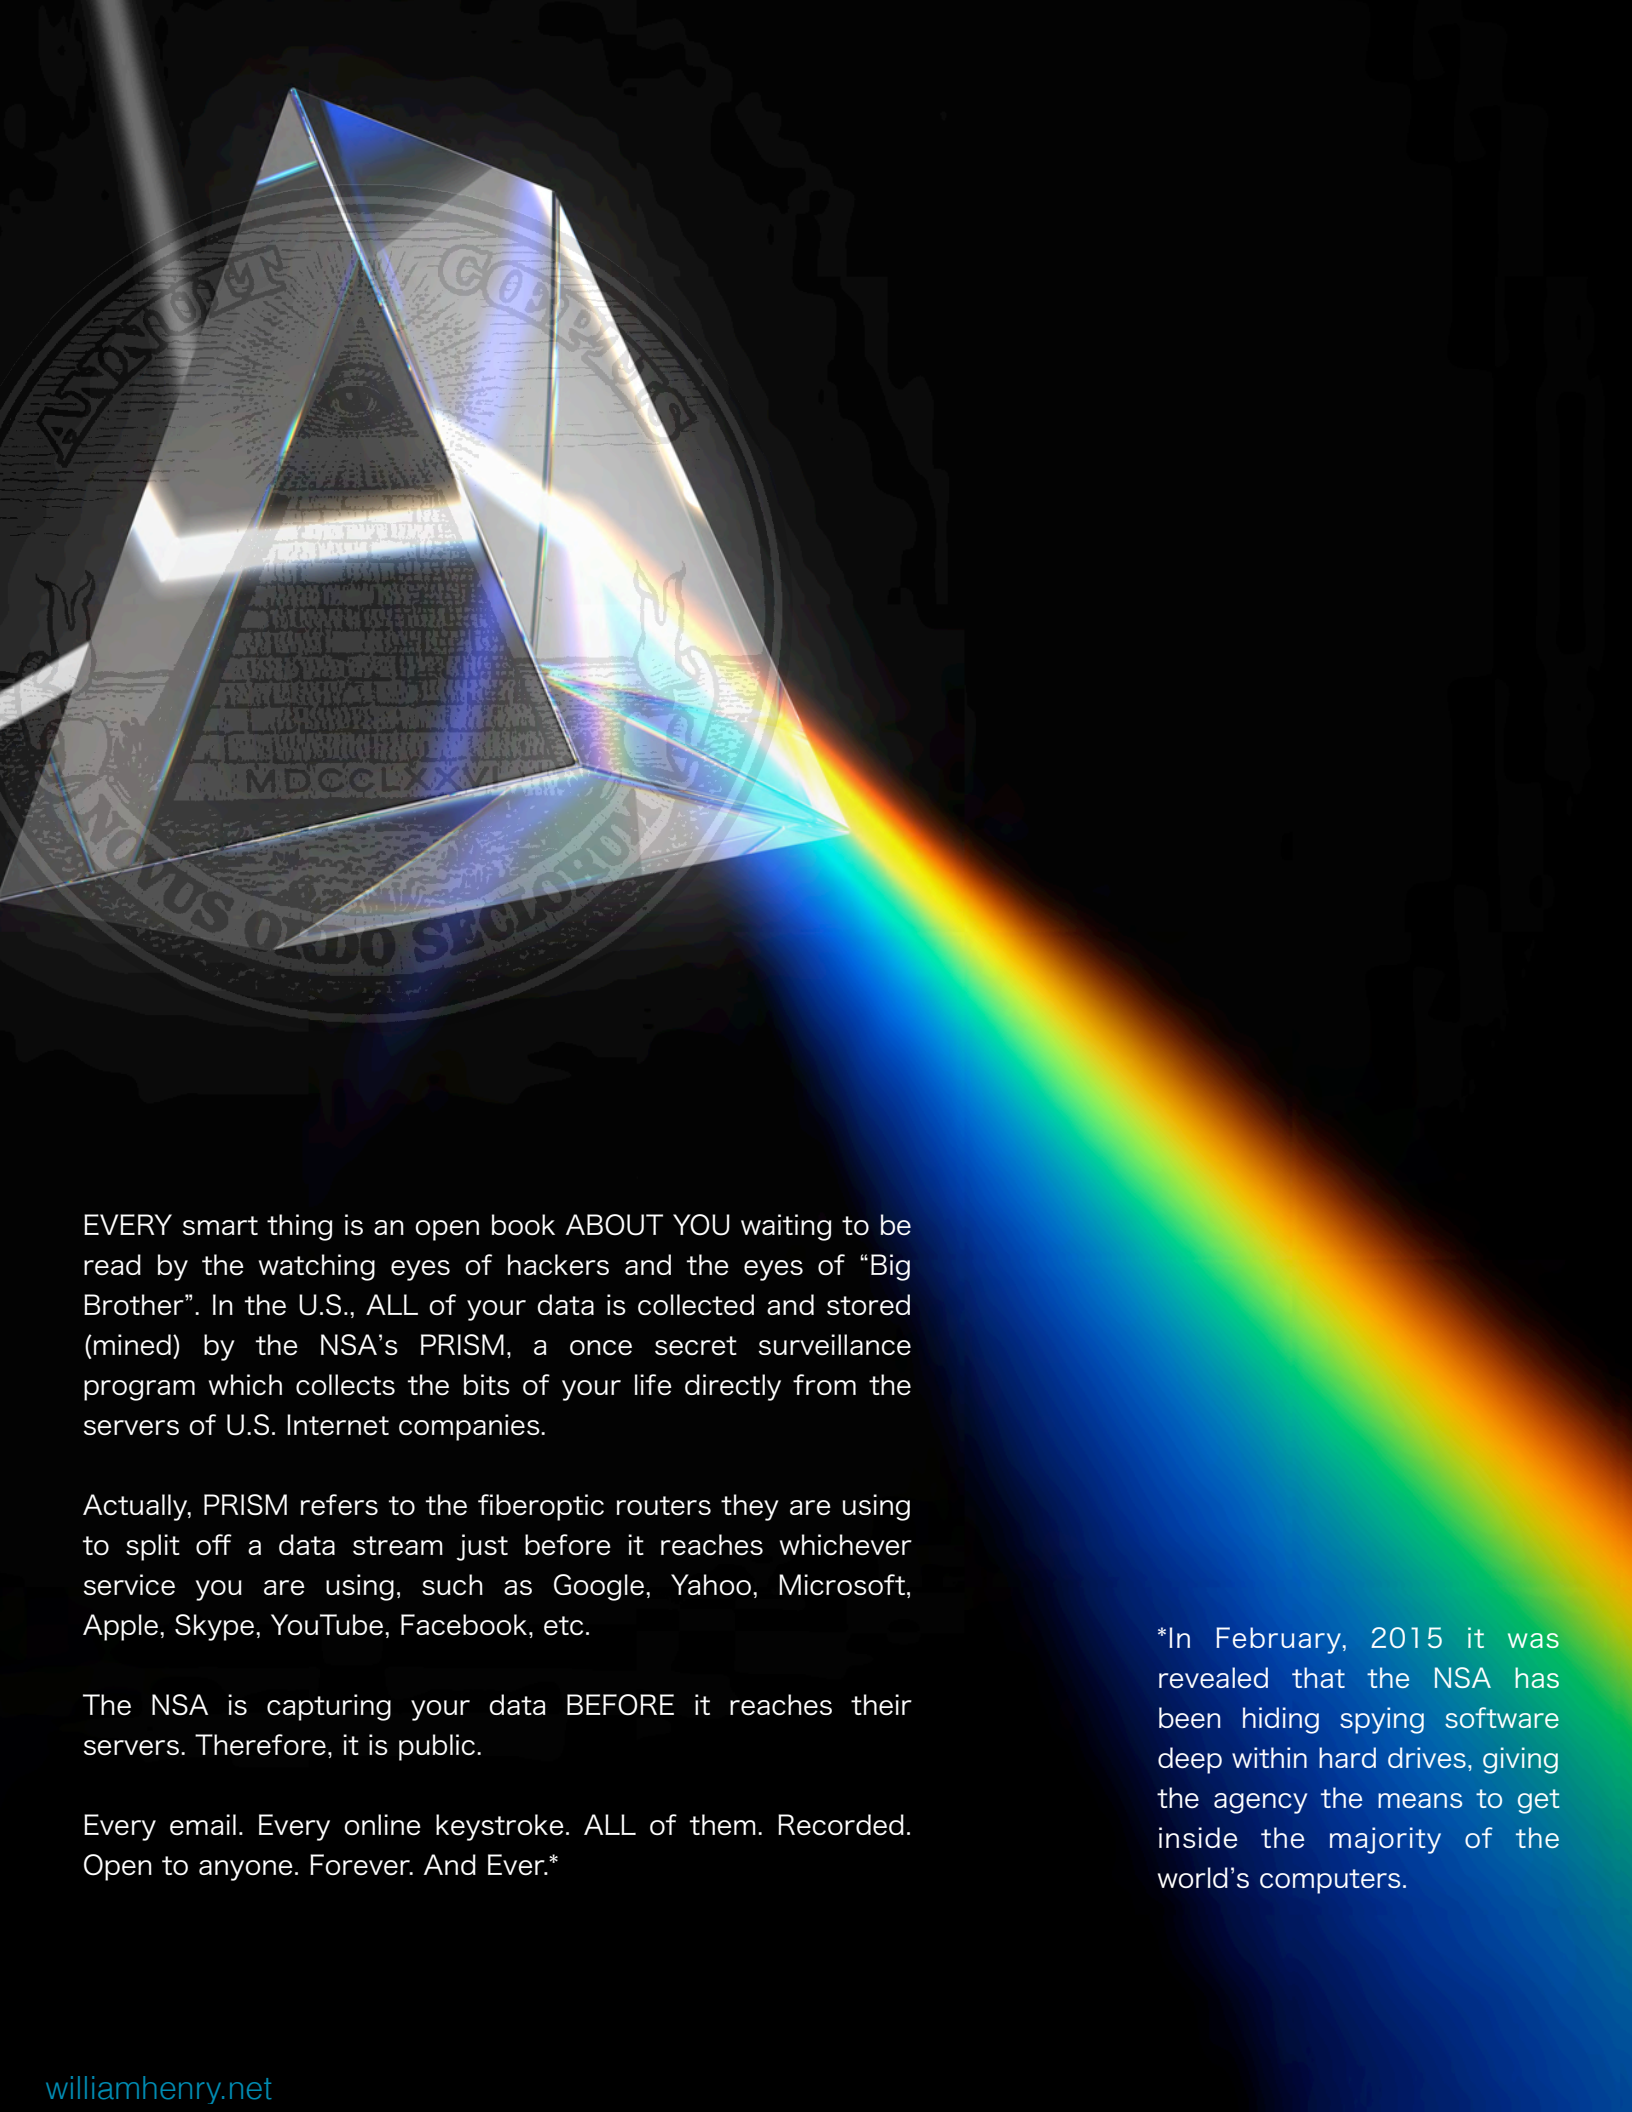 ANNUIT COEPTUS
MDCCLXXVI
NOVUS ORDO SECLORUM
EVERY smart thing is an open book ABOUT YOU waiting to be
read by the watching eyes of hackers and the eyes of “Big
Brother”. In the U.S., ALL of your data is collected and stored
(mined) by the NSA’s PRISM, a once secret surveillance
program which collects the bits of your life directly from the
servers of U.S. Internet companies.
Actually, PRISM refers to the fiberoptic routers they are using
to split off a data stream just before it reaches whichever
service you are using, such as Google, Yahoo, Microsoft,
Apple, Skype, YouTube, Facebook, etc.
The NSA is capturing your data BEFORE it reaches their
servers. Therefore, it is public.
Every email. Every online keystroke. ALL of them. Recorded.
Open to anyone. Forever. And Ever.*
*In February, 2015 it was
revealed that the NSA has
been hiding spying software
deep within hard drives, giving
the agency the means to get
inside the majority of the
world’s computers.
williamhenry.net